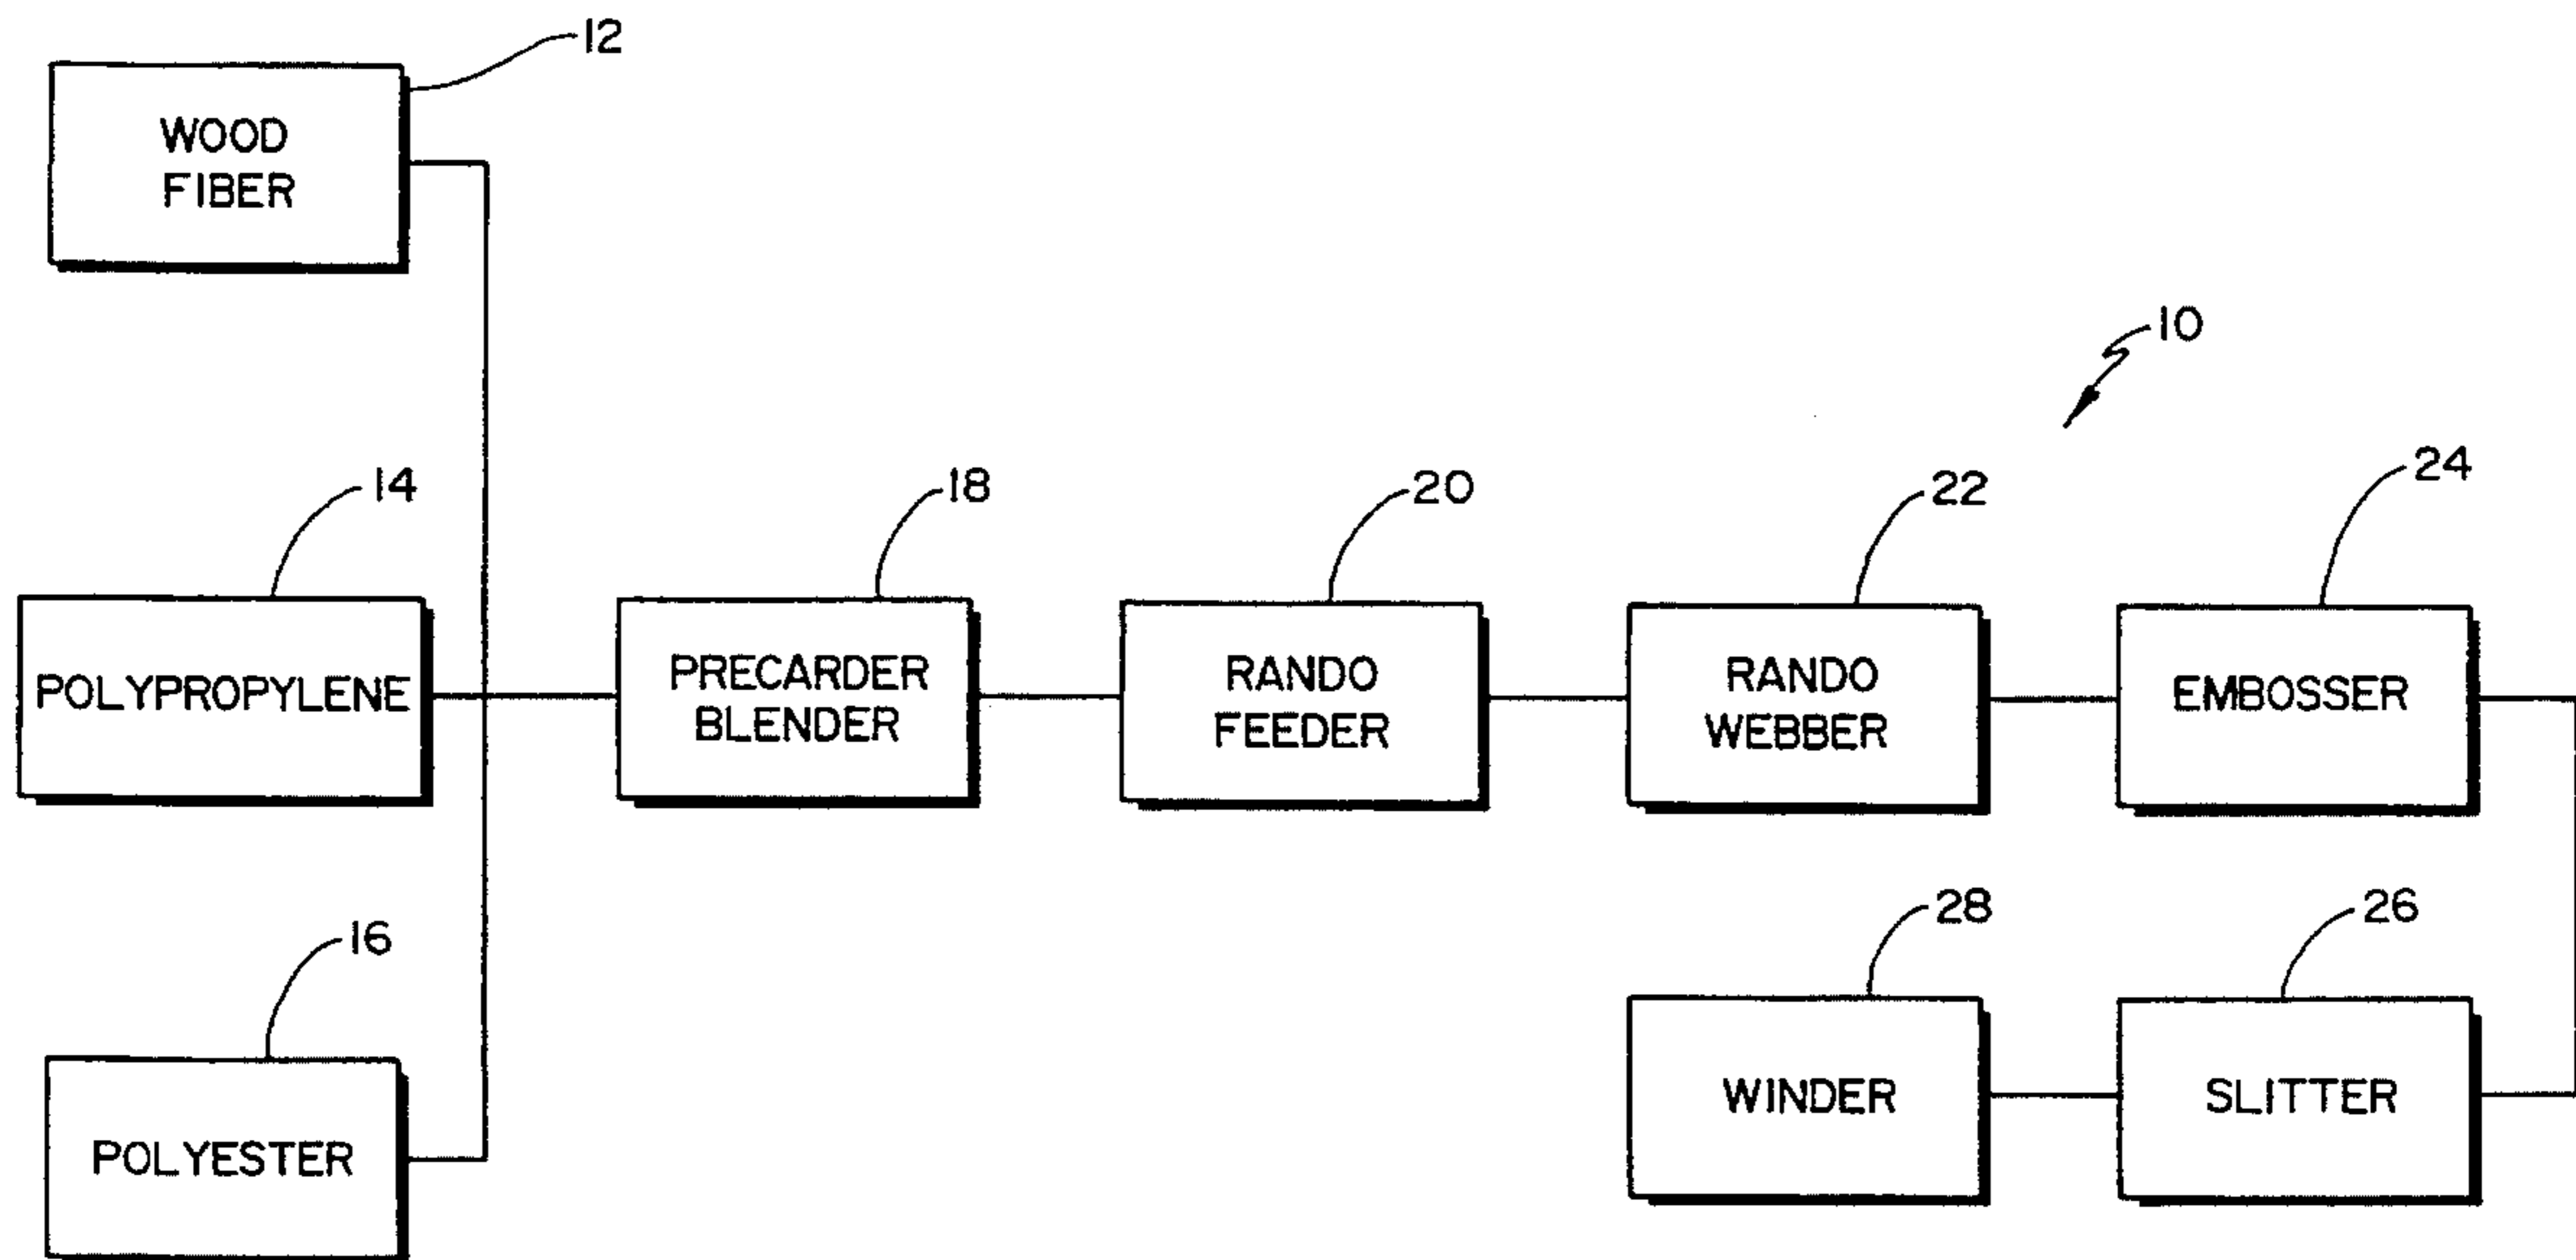 12
WOOD
FIBER
10
14
POLYPROPYLENE
18
PRECARDER
BLENDER
20
RANDO
FEEDER
22
RANDO
WEBBER
24
EMBOSSER
16
POLYESTER
28
WINDER
26
SLITTER